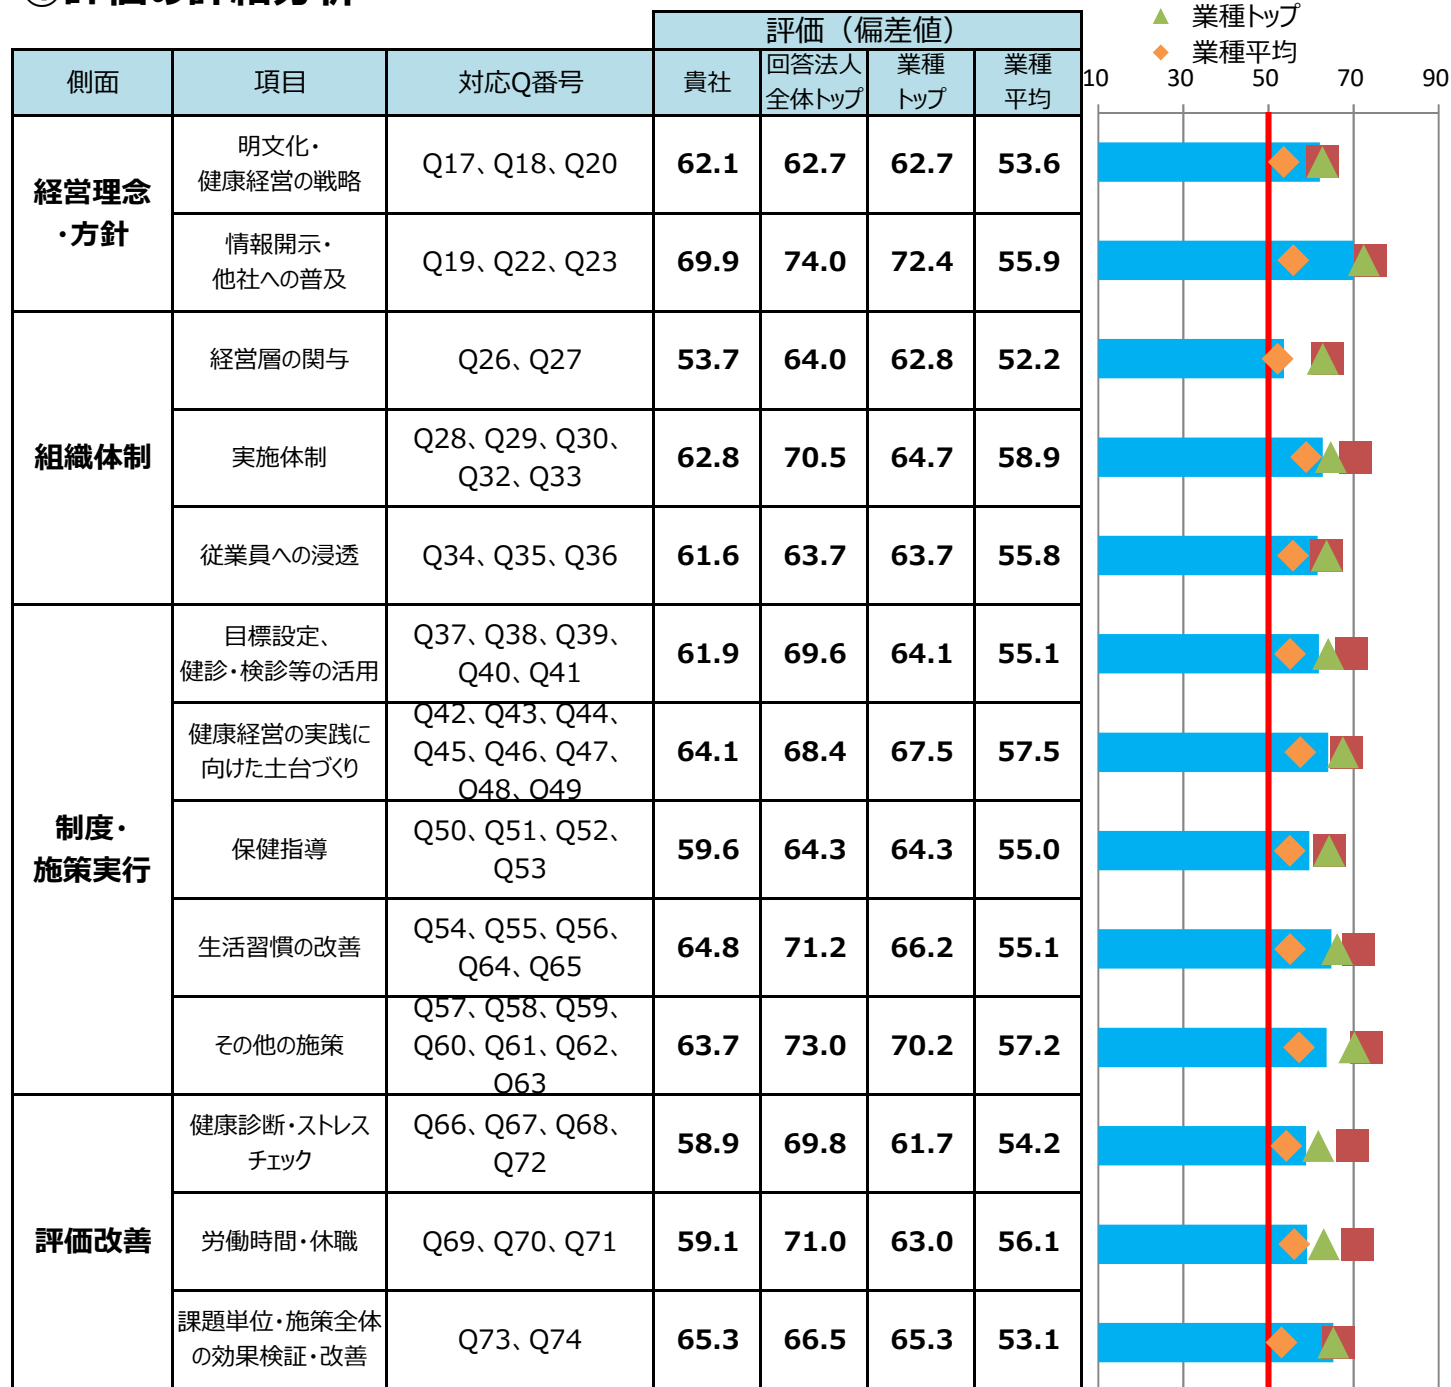 ①評価の詳細分析
▲ 業種トップ
◆ 業種平均
評価（偏差値）
側面 項目 対応Q番号 貴社 回答法人全体トップ 業種トップ 業種平均
10 30 50 70 90
経営理念・方針
明文化・健康経営の戦略 Q17、Q18、Q20 62.1 62.7 62.7 53.6
情報開示・他社への普及 Q19、Q22、Q23 69.9 74.0 72.4 55.9
組織体制
経営層の関与 Q26、Q27 53.7 64.0 62.8 52.2
実施体制 Q28、Q29、Q30、Q32、Q33 62.8 70.5 64.7 58.9
従業員への浸透 Q34、Q35、Q36 61.6 63.7 63.7 55.8
制度・施策実行
目標設定、健診・検診等の活用 Q37、Q38、Q39、Q40、Q41 61.9 69.6 64.1 55.1
健康経営の実践に向けた土台づくり Q42、Q43、Q44、Q45、Q46、Q47、Q48、Q49 64.1 68.4 67.5 57.5
保健指導 Q50、Q51、Q52、Q53 59.6 64.3 64.3 55.0
生活習慣の改善 Q54、Q55、Q56、Q64、Q65 64.8 71.2 66.2 55.1
その他の施策 Q57、Q58、Q59、Q60、Q61、Q62、Q63 63.7 73.0 70.2 57.2
評価改善
健康診断・ストレスチェック Q66、Q67、Q68、Q72 58.9 69.8 61.7 54.2
労働時間・休職 Q69、Q70、Q71 59.1 71.0 63.0 56.1
課題単位・施策全体の効果検証・改善 Q73、Q74 65.3 66.5 65.3 53.1